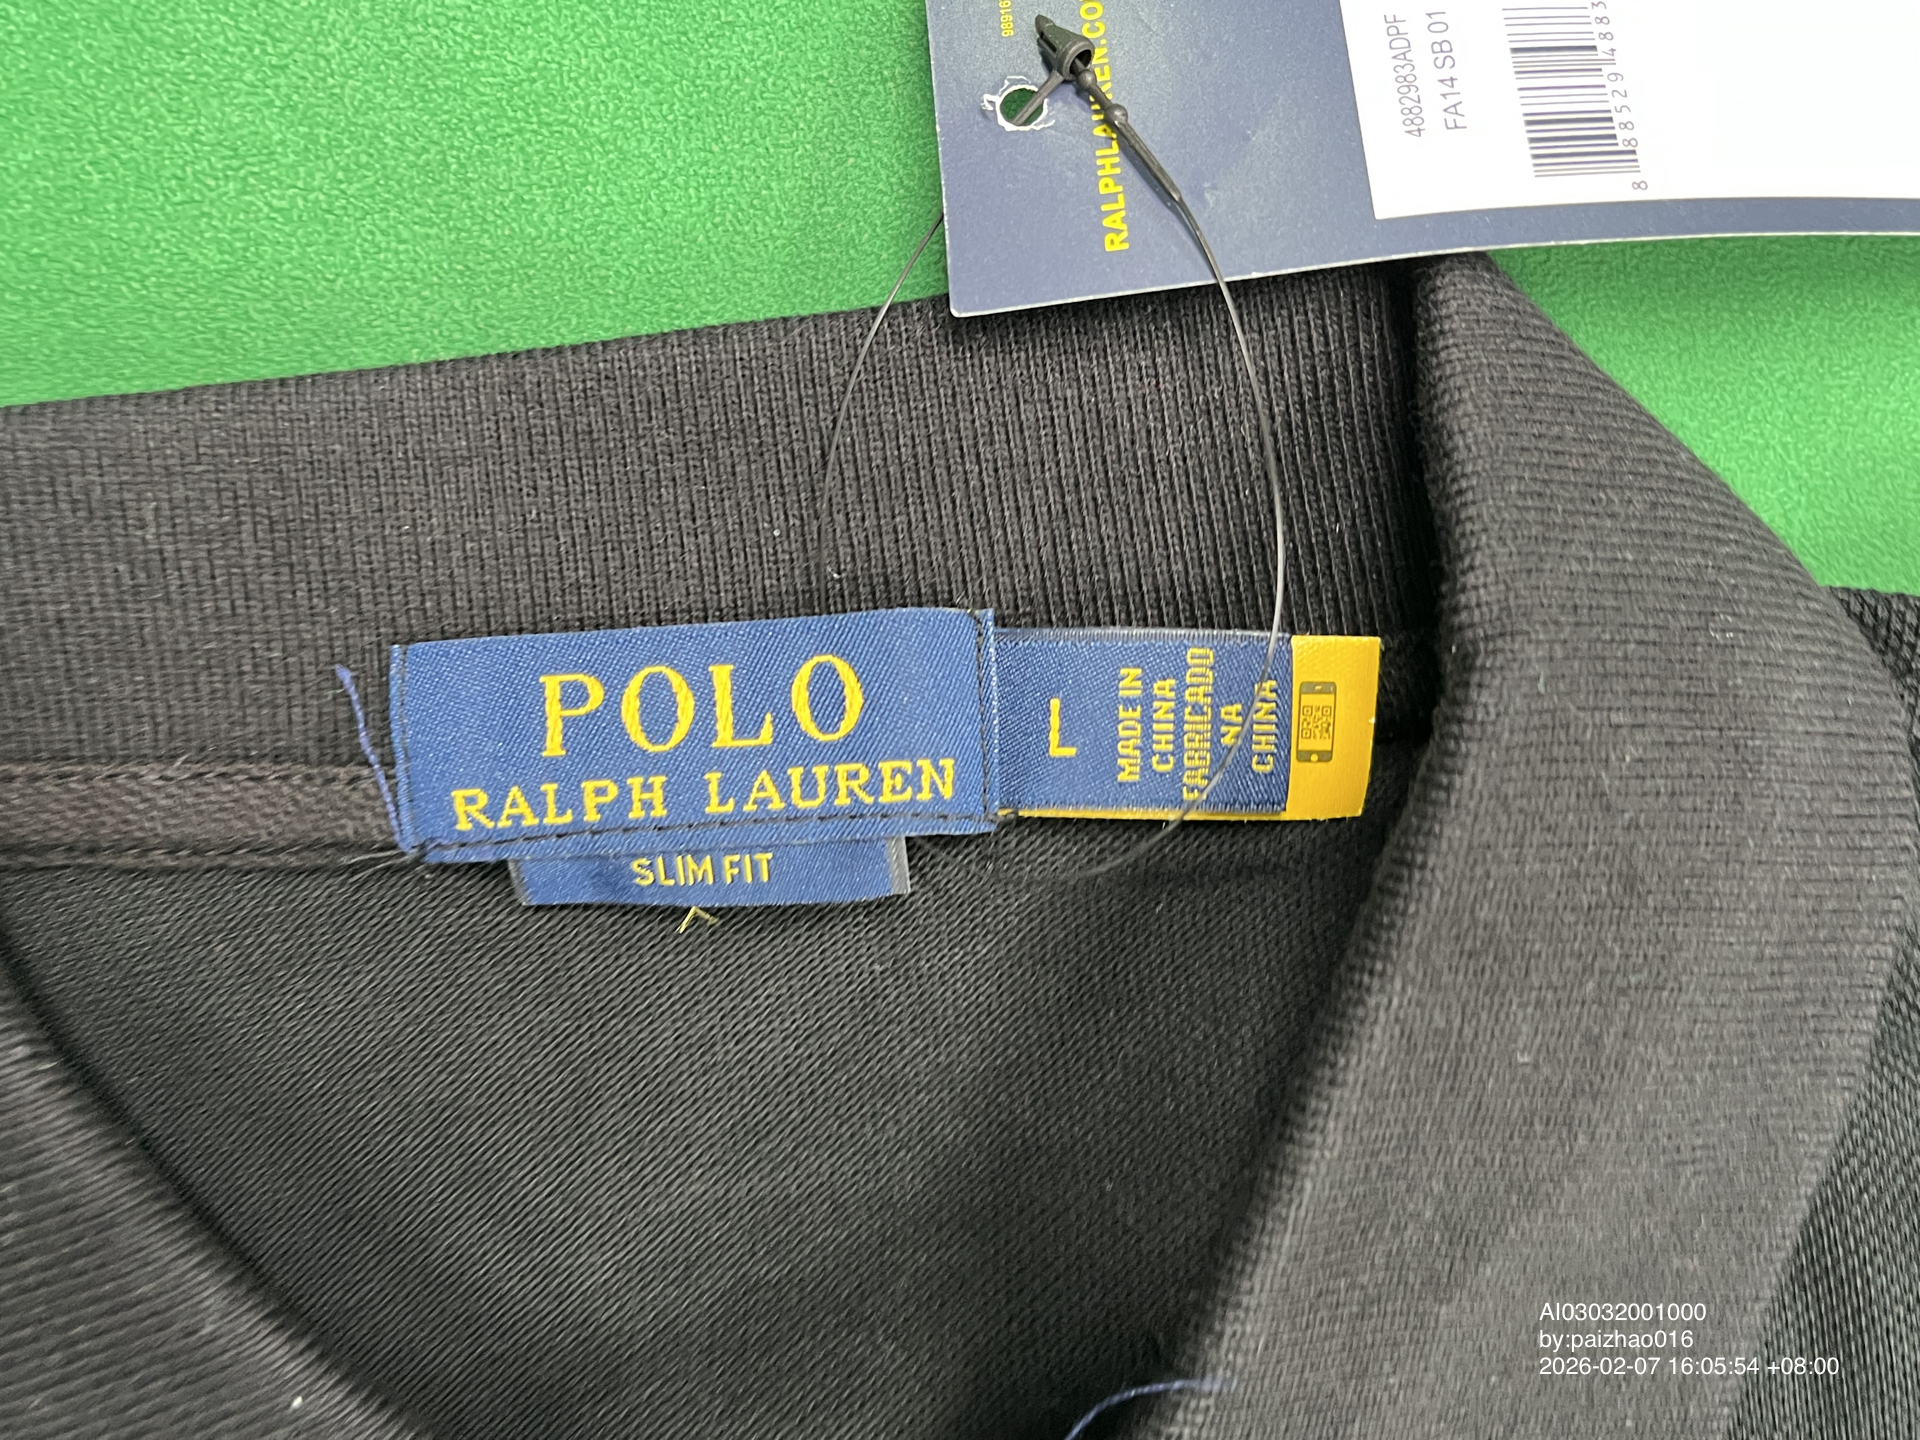 RALPHLAUREN.CO
4882983ADPF
FA14 SB 01
8 88529 14883
POLO
RALPH LAUREN
SLIM FIT
L
MADE IN
CHINA
FABRICADO
NA
CHINA
AI03032001000
by:paizhao016
2026-02-07 16:05:54 +08:00